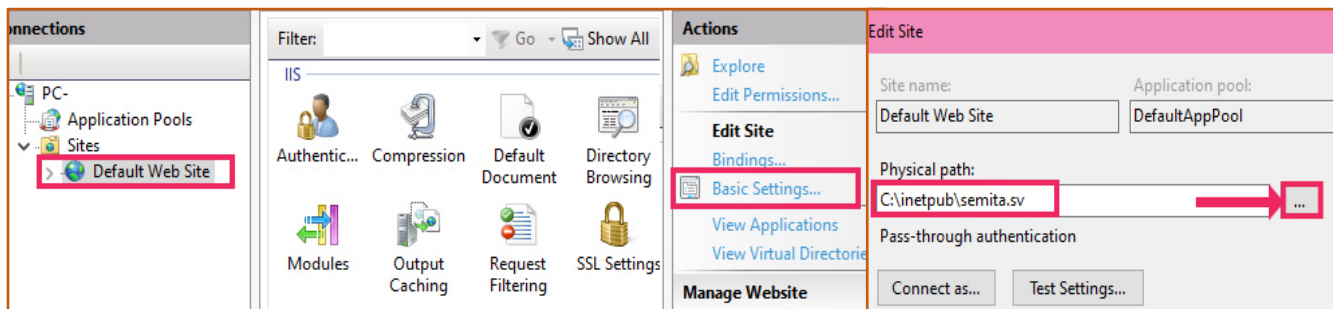 onnections
PC-
Application Pools
Sites
Default Web Site
Filter:
Go
Show All
IIS
Authentic...
Compression
Default
Document
Directory
Browsing
Modules
Output
Caching
Request
Filtering
SSL Settings
Actions
Explore
Edit Permissions...
Edit Site
Bindings...
Basic Settings...
View Applications
View Virtual Directorie
Manage Website
Edit Site
Site name:
Application pool:
Default Web Site
DefaultAppPool
Physical path:
C:\inetpub\semita.sv
...
Pass-through authentication
Connect as...
Test Settings...